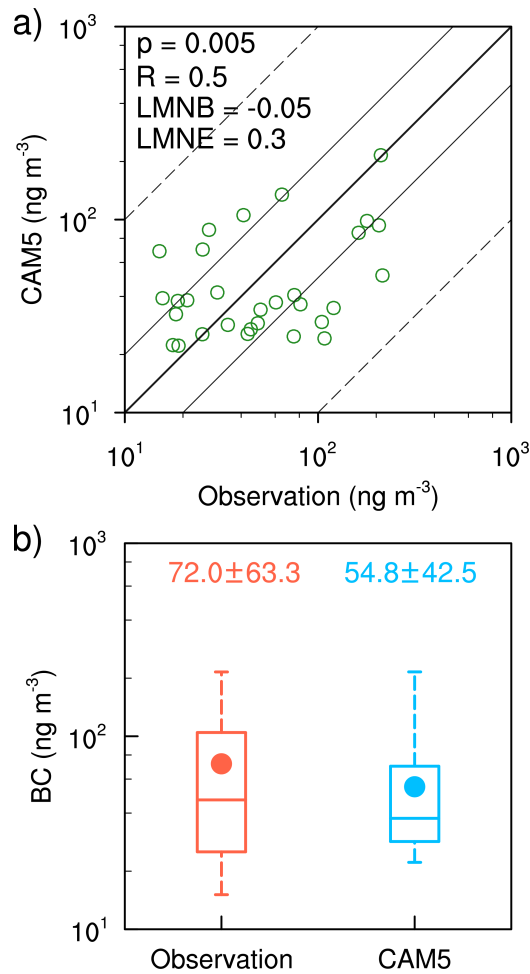 a)
10³
p = 0.005
R = 0.5
LMNB = -0.05
LMNE = 0.3
CAM5 (ng m⁻³)
10²
10¹
10¹ 10² 10³
Observation (ng m⁻³)
b)
10³
72.0±63.3 54.8±42.5
BC (ng m⁻³)
10²
10¹
Observation CAM5